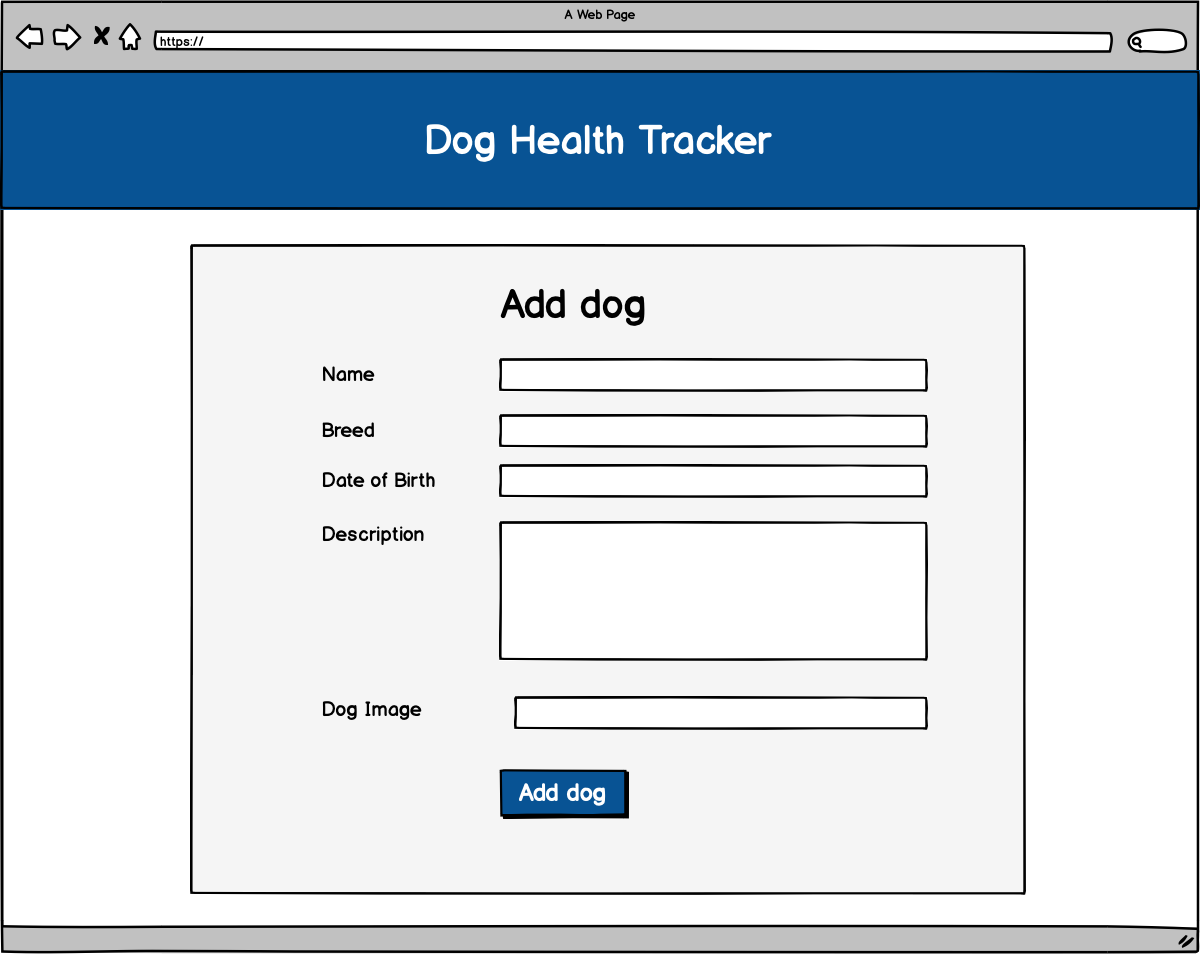 A Web Page
https://
Dog Health Tracker
Add dog
Name
Breed
Date of Birth
Description
Dog Image
Add dog